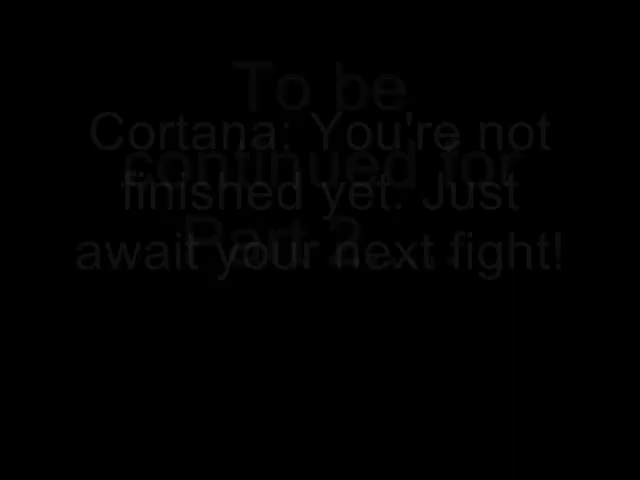 To be
continued for
Part 2....
Cortana: You're not
finished yet. Just
await your next fight!